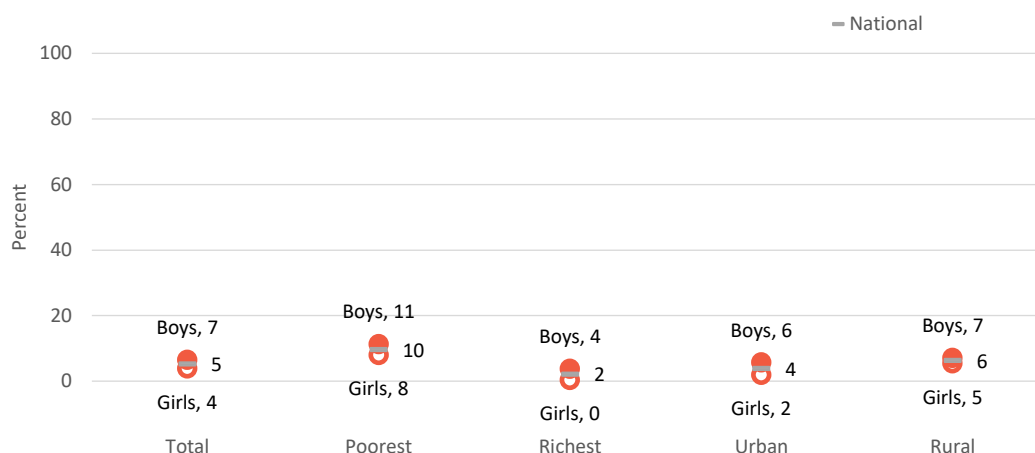 National
100
80
60
40
20
0
Percent
Boys, 7
5
Girls, 4
Boys, 11
10
Girls, 8
Boys, 4
2
Girls, 0
Boys, 6
4
Girls, 2
Boys, 7
6
Girls, 5
Total
Poorest
Richest
Urban
Rural